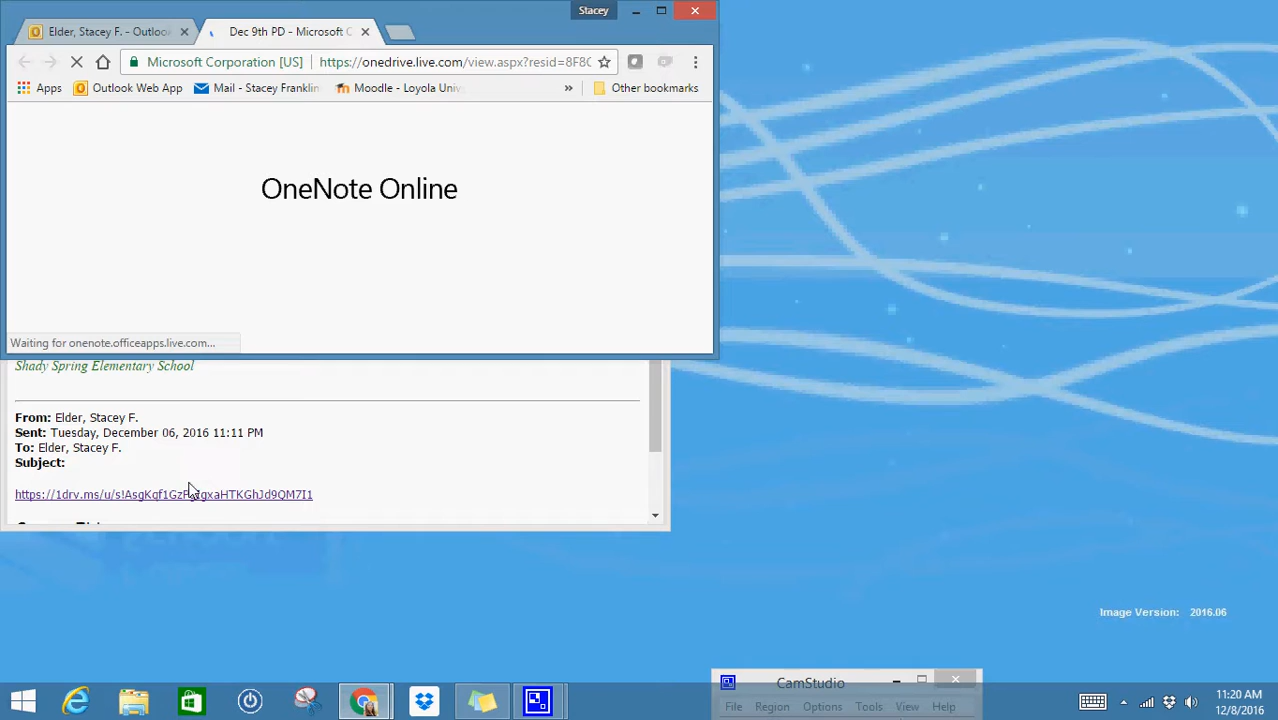 Stacey
Elder, Stacey F. - Outloo
Dec 9th PD - Microsoft C
Microsoft Corporation [US] https://onedrive.live.com/view.aspx?resid=8F8C
Apps Outlook Web App Mail - Stacey Franklin Moodle - Loyola Univ » Other bookmarks
OneNote Online
Waiting for onenote.officeapps.live.com...
Shady Spring Elementary School
From: Elder, Stacey F.
Sent: Tuesday, December 06, 2016 11:11 PM
To: Elder, Stacey F.
Subject:
Image Version: 2016.06
CamStudio
File Region Options Tools View Help
11:20 AM
12/8/2016